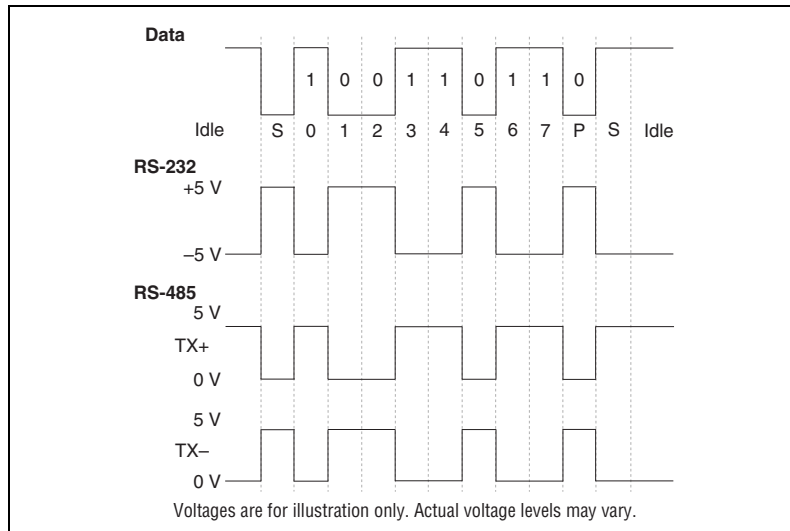 Data
1 0 0 1 1 0 1 1 0
Idle S 0 1 2 3 4 5 6 7 P S Idle
RS-232
+5 V
–5 V
RS-485
5 V
TX+
0 V
5 V
TX–
0 V
Voltages are for illustration only. Actual voltage levels may vary.